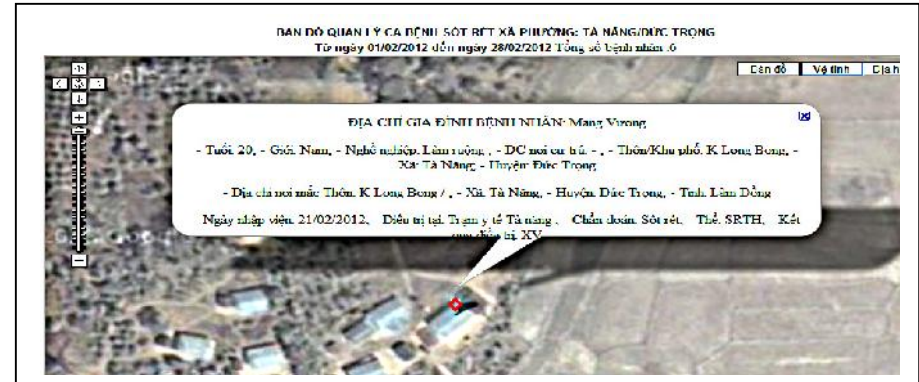 BẢN ĐỒ QUẢN LÝ CA BỆNH SỐT RÉT XÃ PHƯỜNG: TÀ NĂNG/ĐỨC TRỌNG
Từ ngày 01/02/2012 đến ngày 28/02/2012 Tổng số bệnh nhân :6
Bản đồ Vệ tinh Địa h
ĐỊA CHỈ GIA ĐÌNH BỆNH NHÂN: Mang Vương
- Tuổi: 20, - Giới: Nam, - Nghề nghiệp: Làm ruộng , - DC nơi cư trú: - , - Thôn/Khu phố: K Long Bong, -
Xã: Tà Năng, - Huyện: Đức Trọng
- Địa chỉ nơi mắc: Thôn: K Long Bong / , - Xã: Tà Năng, - Huyện: Đức Trọng, - Tỉnh: Lâm Đồng
Ngày nhập viện: 21/02/2012, Điều trị tại: Trạm y tế Tà năng , Chẩn đoán: Sốt rét, Thể: SRTH, Kết
quả điều trị: XV